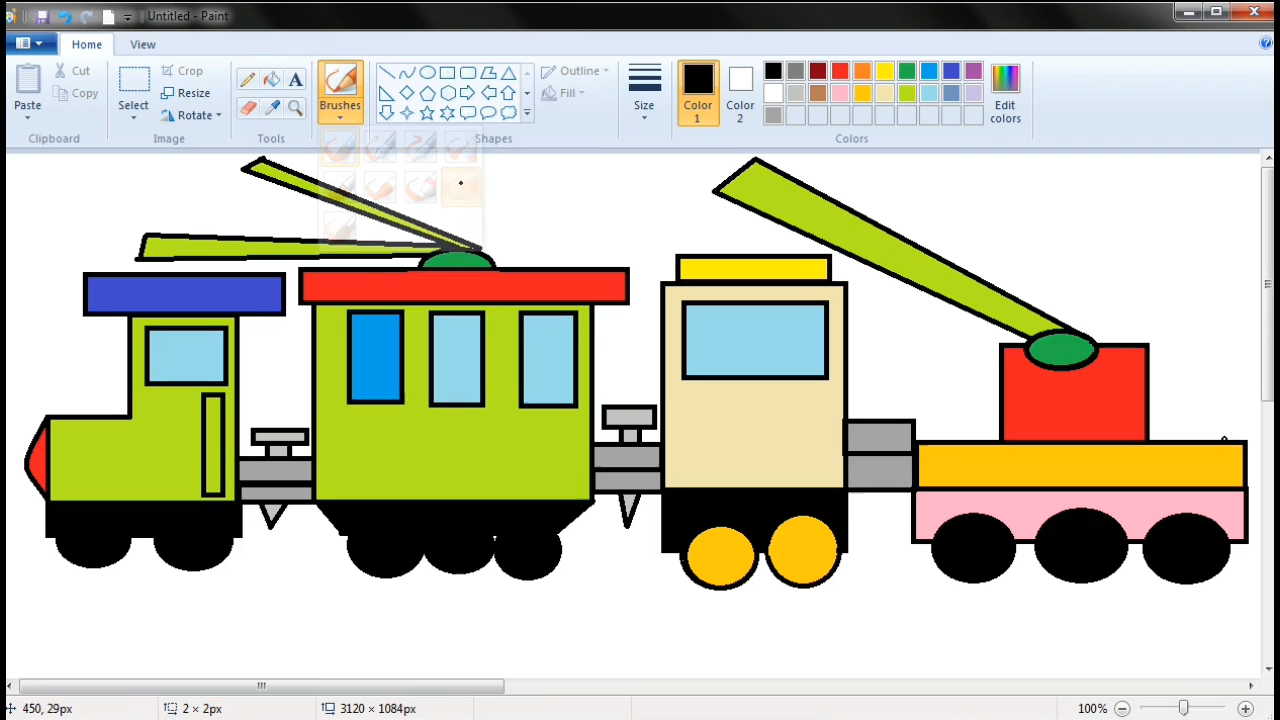 Untitled - Paint
Home View
Paste
Cut
Copy
Clipboard
Select
Crop
Resize
Rotate
Image
A
Tools
Brushes
Outline
Fill
Shapes
Size
Color 1
Color 2
Edit colors
Colors
450, 29px
2 × 2px
3120 × 1084px
100%